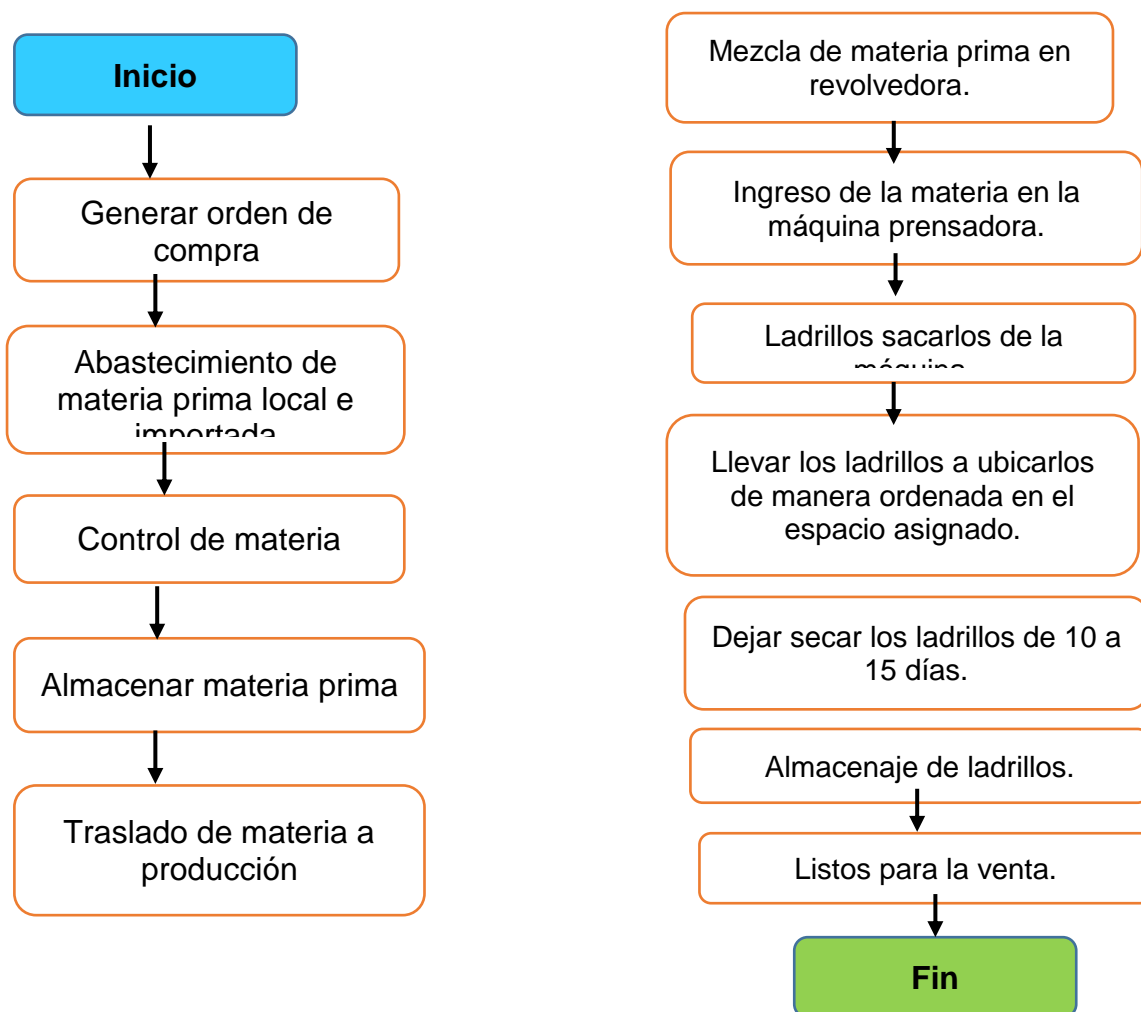 Inicio
Generar orden de
compra
Abastecimiento de
materia prima local e
importada
Control de materia
Almacenar materia prima
Traslado de materia a
producción
Mezcla de materia prima en
revolvedora.
Ingreso de la materia en la
máquina prensadora.
Ladrillos sacarlos de la
máquina
Llevar los ladrillos a ubicarlos
de manera ordenada en el
espacio asignado.
Dejar secar los ladrillos de 10 a
15 días.
Almacenaje de ladrillos.
Listos para la venta.
Fin